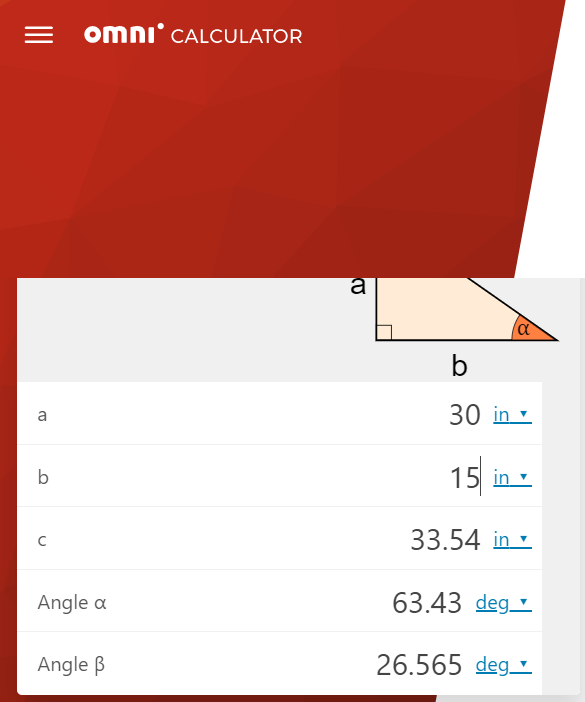 omni CALCULATOR
a
α
b
a 30 in
b 15 in
c 33.54 in
Angle α 63.43 deg
Angle β 26.565 deg